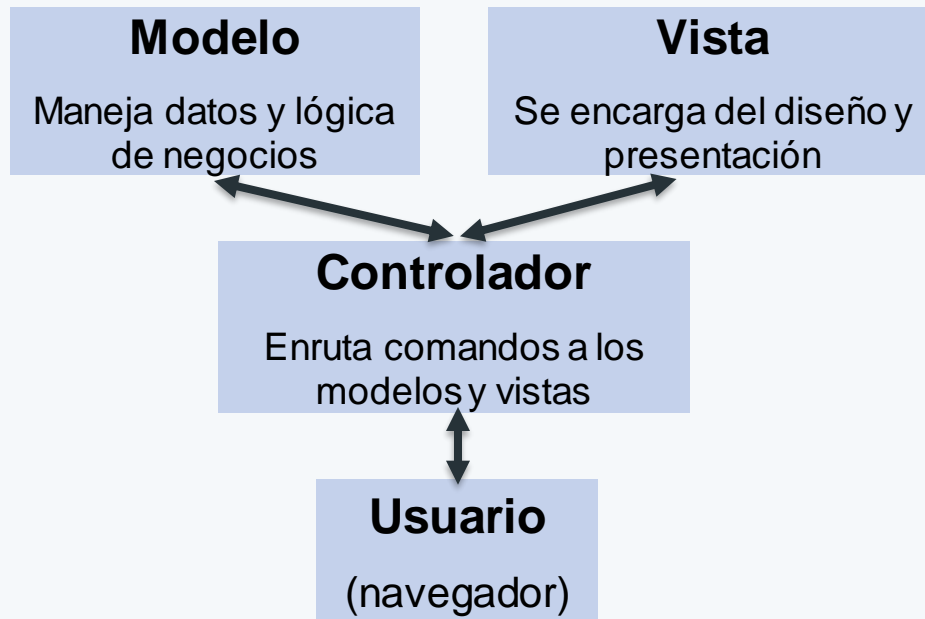 Modelo
Maneja datos y lógica
de negocios
Vista
Se encarga del diseño y
presentación
Controlador
Enruta comandos a los
modelos y vistas
Usuario
(navegador)